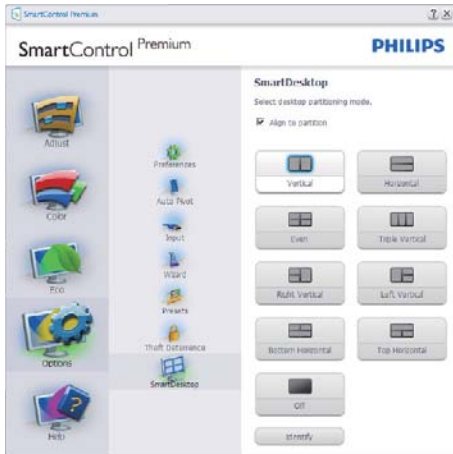 SmartControl Premium
SmartControl Premium
PHILIPS
Adjust
Color
Eco
Options
Help
Preferences
Auto Pivot
Input
Wizard
Presets
Theft Deterrence
SmartDesktop
SmartDesktop
Select desktop partitioning mode.
Align to partition
Vertical
Horizontal
Even
Triple Vertical
Right Vertical
Left Vertical
Bottom Horizontal
Top Horizontal
Off
Identify